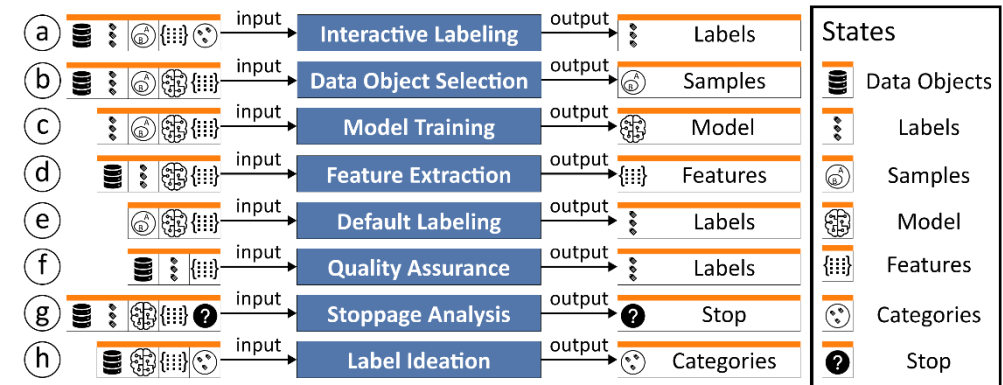 a input Interactive Labeling output Labels
b input Data Object Selection output Samples
c input Model Training output Model
d input Feature Extraction output Features
e input Default Labeling output Labels
f input Quality Assurance output Labels
g input Stoppage Analysis output Stop
h input Label Ideation output Categories
States
Data Objects
Labels
Samples
Model
Features
Categories
Stop